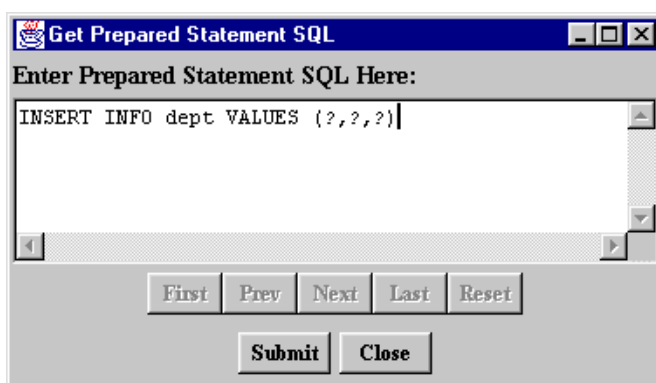 Get Prepared Statement SQL
Enter Prepared Statement SQL Here:
INSERT INFO dept VALUES (?,?,?)
First Prev Next Last Reset
Submit Close